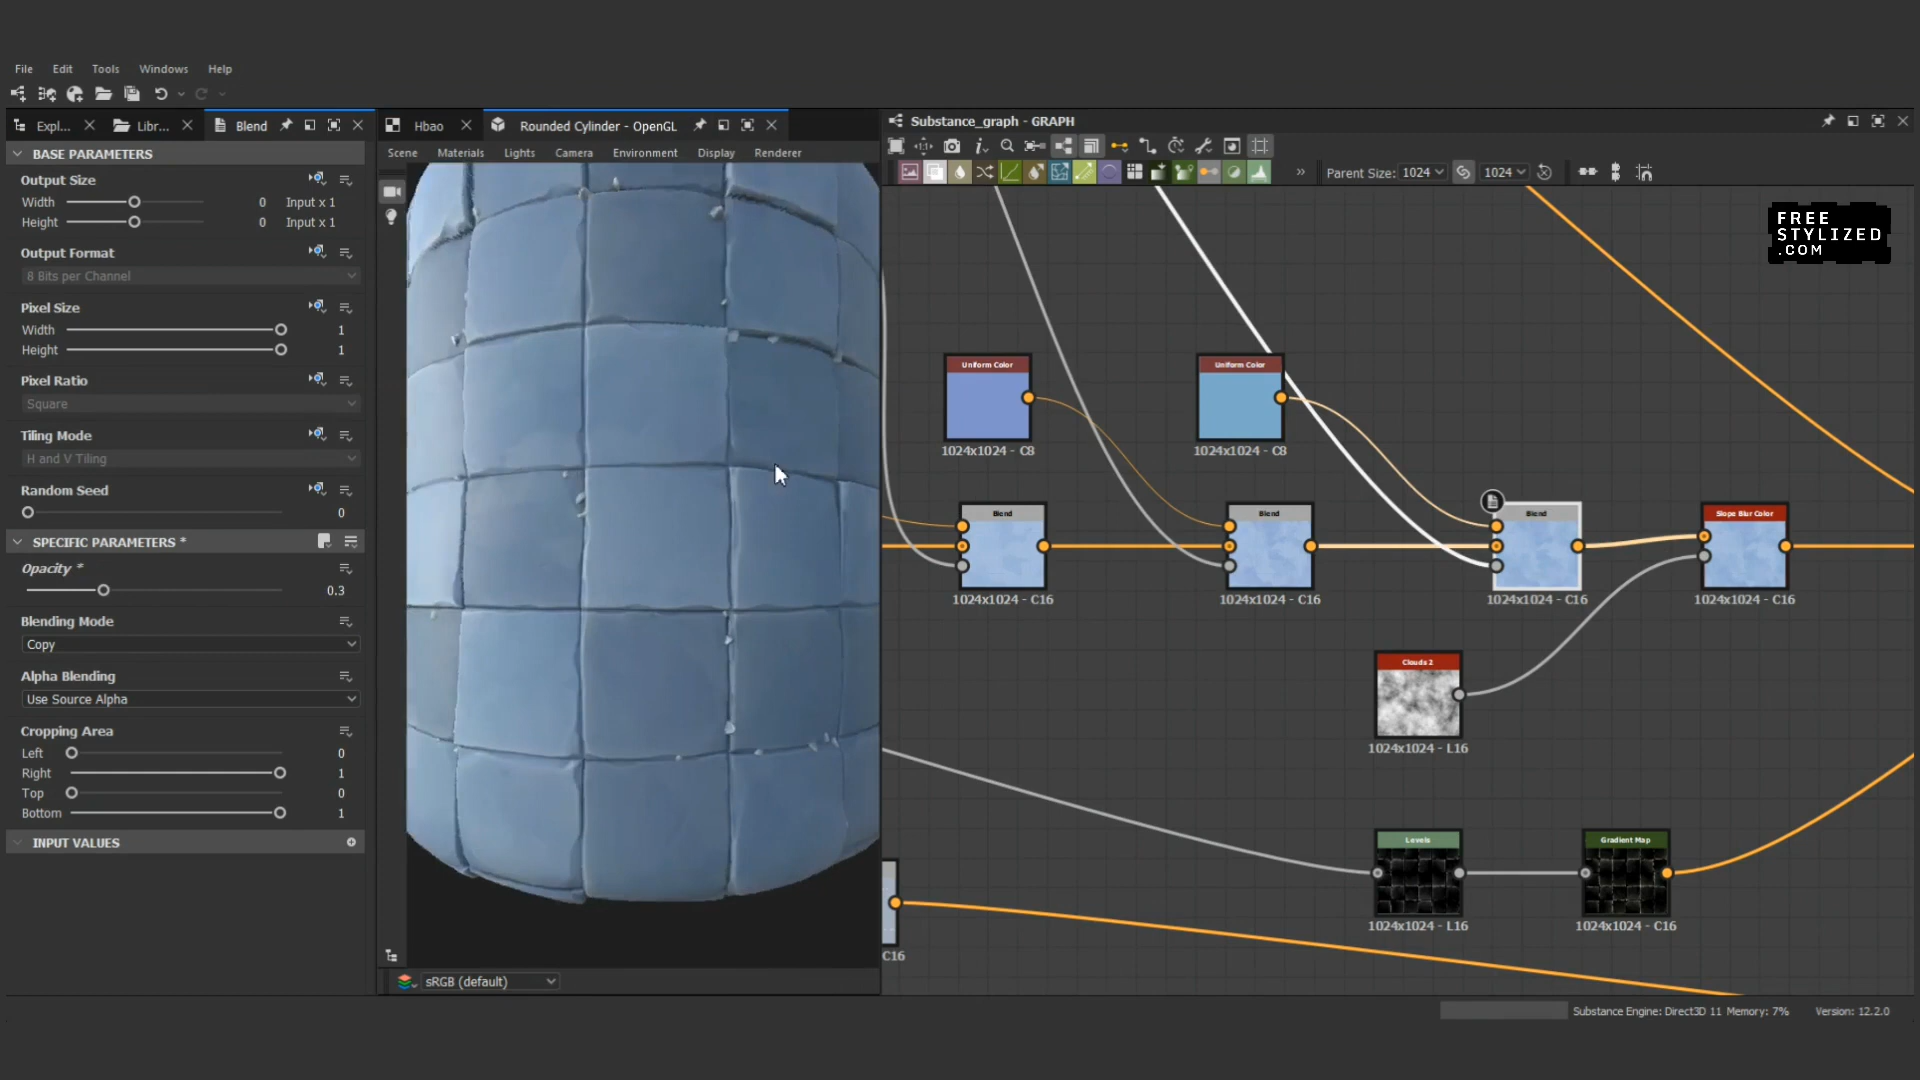 File Edit Tools Windows Help
Expl... Libr... Blend
BASE PARAMETERS
Output Size
Width 0 Input x 1
Height 0 Input x 1
Output Format
8 Bits per Channel
Pixel Size
Width 1
Height 1
Pixel Ratio
Square
Tiling Mode
H and V Tiling
Random Seed
0
SPECIFIC PARAMETERS *
Opacity *
0.3
Blending Mode
Copy
Alpha Blending
Use Source Alpha
Cropping Area
Left 0
Right 1
Top 0
Bottom 1
INPUT VALUES
Hbao Rounded Cylinder - OpenGL
Scene Materials Lights Camera Environment Display Renderer
sRGB (default)
Substance_graph - GRAPH
Parent Size: 1024 1024
FREE
STYLIZED
.COM
Uniform Color
1024x1024 - C8
Uniform Color
1024x1024 - C8
Blend
1024x1024 - C16
Blend
1024x1024 - C16
Blend
1024x1024 - C16
Slope Blur Color
1024x1024 - C16
Clouds 2
1024x1024 - L16
Levels
1024x1024 - L16
Gradient Map
1024x1024 - C16
C16
Substance Engine: Direct3D 11 Memory: 7% Version: 12.2.0